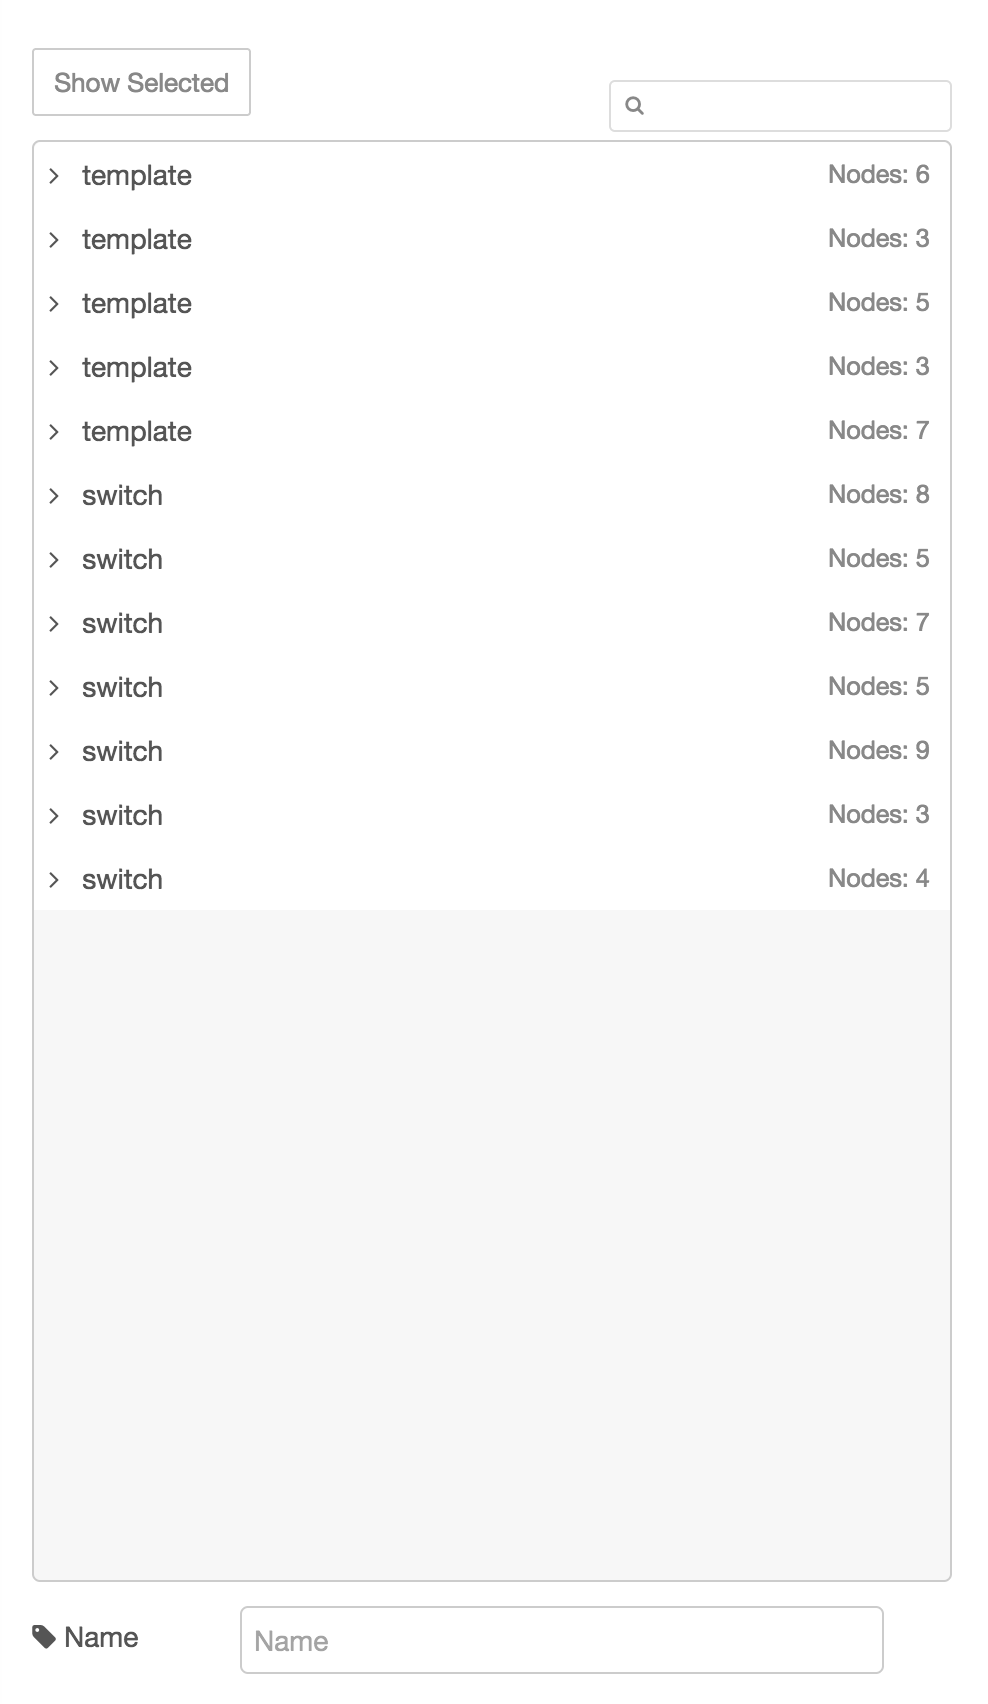 Show Selected
template Nodes: 6
template Nodes: 3
template Nodes: 5
template Nodes: 3
template Nodes: 7
switch Nodes: 8
switch Nodes: 5
switch Nodes: 7
switch Nodes: 5
switch Nodes: 9
switch Nodes: 3
switch Nodes: 4
Name Name